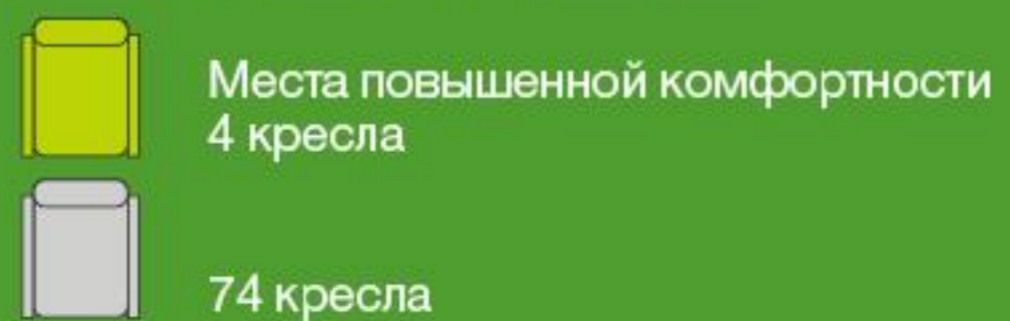 Места повышенной комфортности
4 кресла
74 кресла